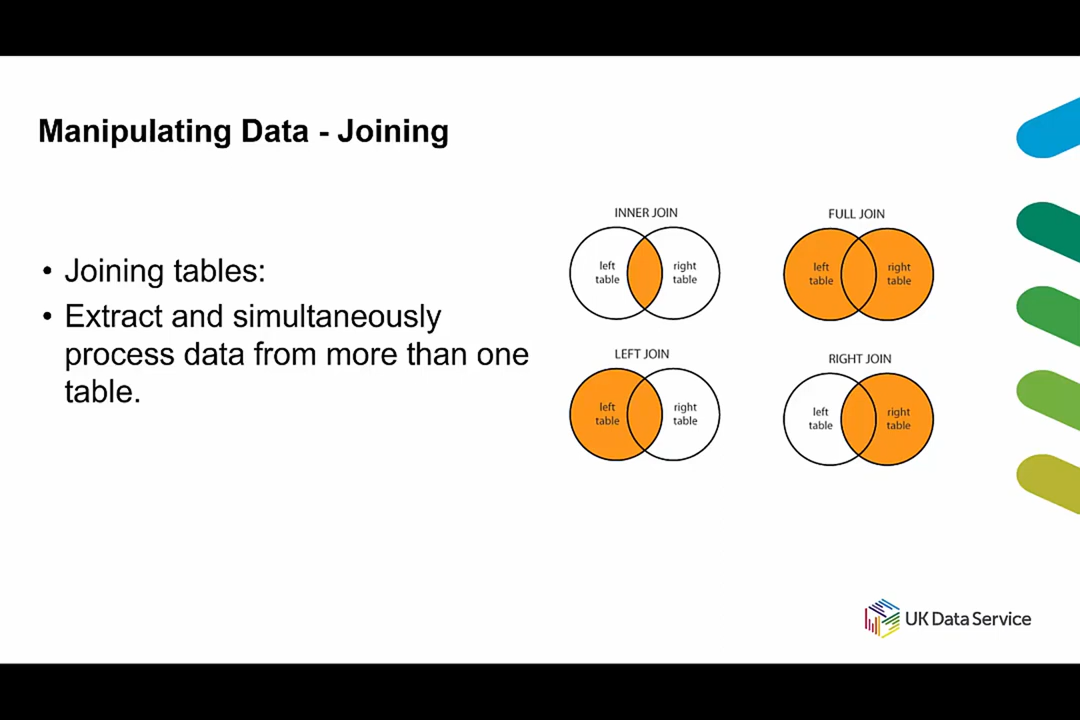 Manipulating Data - Joining
• Joining tables:
• Extract and simultaneously
process data from more than one
table.
INNER JOIN
left
table
right
table
FULL JOIN
left
table
right
table
LEFT JOIN
left
table
right
table
RIGHT JOIN
left
table
right
table
UK Data Service